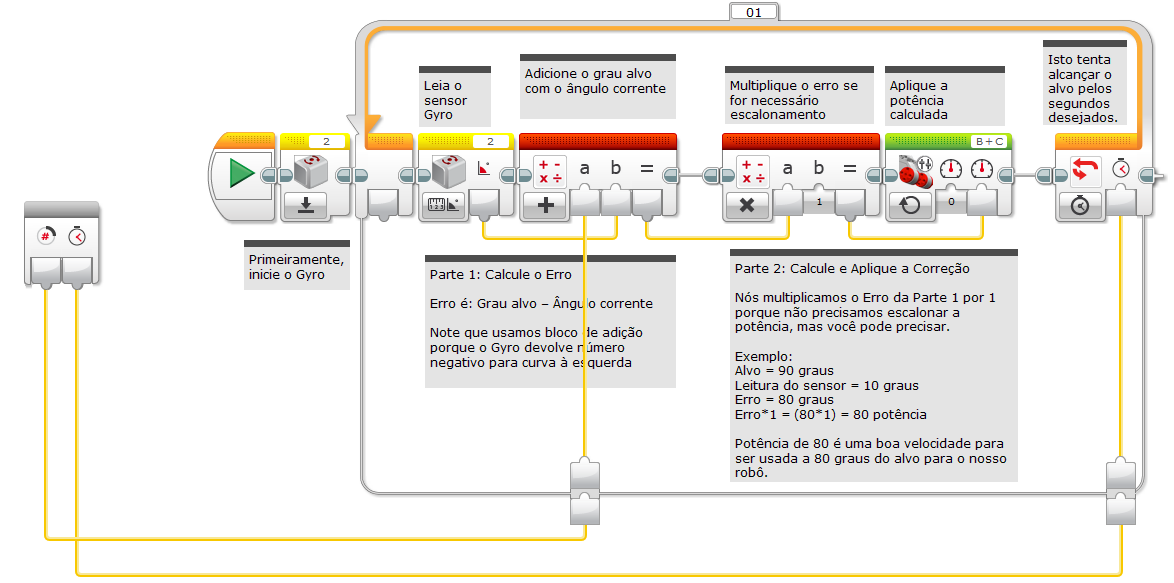 01
Isto tenta
alcançar o
alvo pelos
segundos
desejados.
Adicione o grau alvo
com o ângulo corrente
Leia o
sensor
Gyro
Multiplique o erro se
for necessário
escalonamento
Aplique a
potência
calculada
2
2
B + C
a b =
a b =
1
0
#
1 2 3
Primeiramente,
inicie o Gyro
Parte 1: Calcule o Erro
Erro é: Grau alvo – Ângulo corrente
Note que usamos bloco de adição
porque o Gyro devolve número
negativo para curva à esquerda
Parte 2: Calcule e Aplique a Correção
Nós multiplicamos o Erro da Parte 1 por 1
porque não precisamos escalonar a
potência, mas você pode precisar.
Exemplo:
Alvo = 90 graus
Leitura do sensor = 10 graus
Erro = 80 graus
Erro*1 = (80*1) = 80 potência
Potência de 80 é uma boa velocidade para
ser usada a 80 graus do alvo para o nosso
robô.